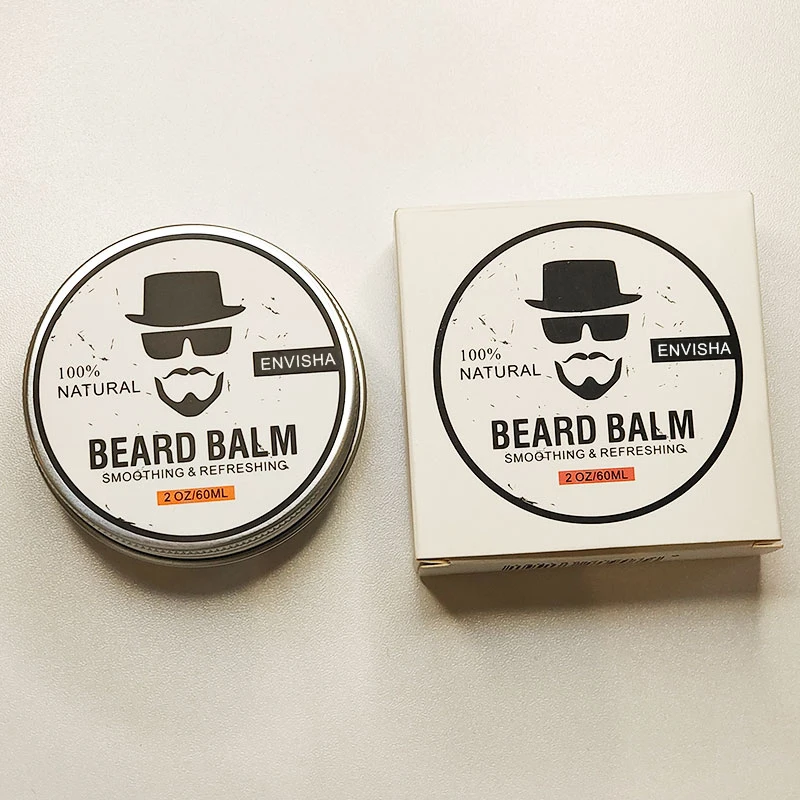 100%
NATURAL
ENVISHA
BEARD BALM
SMOOTHING & REFRESHING
2 OZ/60ML
100%
NATURAL
ENVISHA
BEARD BALM
SMOOTHING & REFRESHING
2 OZ/60ML